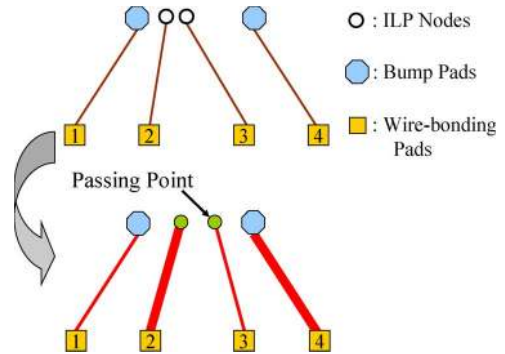 : ILP Nodes
: Bump Pads
1 2 3 4
: Wire-bonding
Pads
Passing Point
1 2 3 4